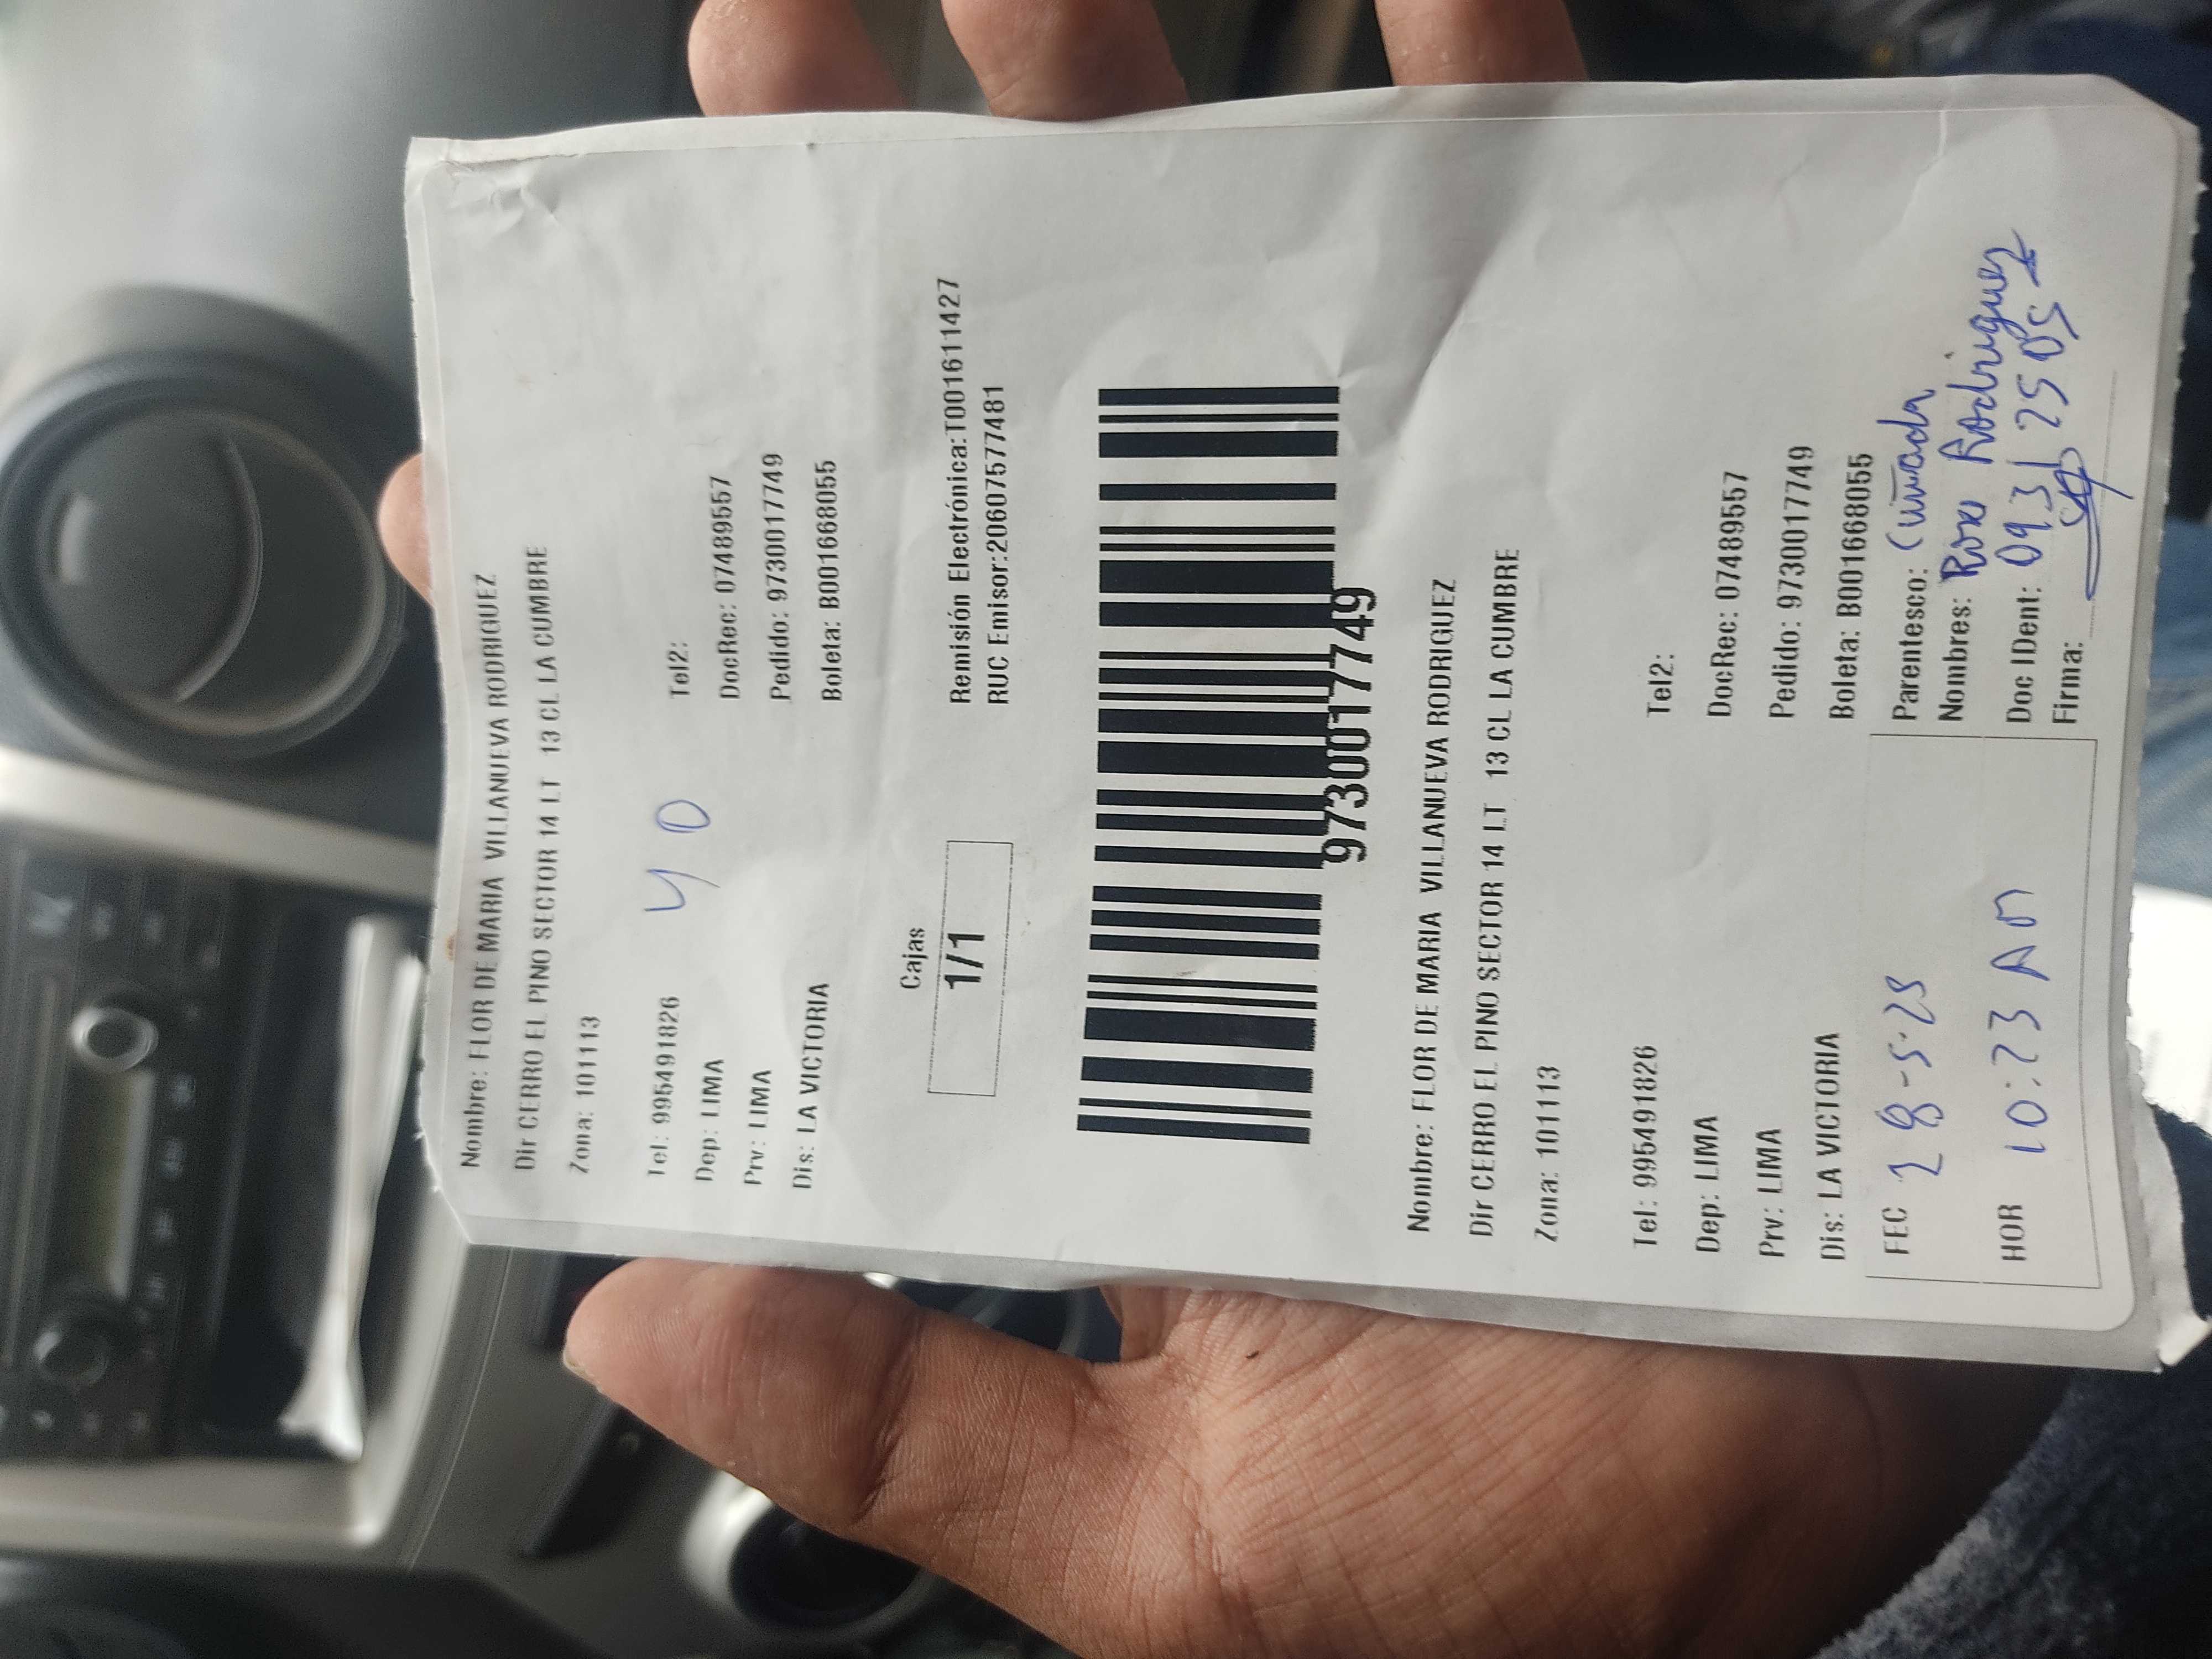 Nombre: FLOR DE MARIA VILLANUEVA RODRIGUEZ
Dir CERRO EL PINO SECTOR 14 LT 13 CL LA CUMBRE
Zona: 101113
40
Tel: 995491826 Tel2:
Dep: LIMA DocRec: 07489557
Prv: LIMA Pedido: 9730017749
Dis: LA VICTORIA Boleta: B001668055
Cajas
1/1
Remisión Electrónica:T00161 1427
RUC Emisor:20607577481
9730017749
Nombre: FLOR DE MARIA VILLANUEVA RODRIGUEZ
Dir CERRO EL PINO SECTOR 14 LT 13 CL LA CUMBRE
Zona: 101113
Tel: 995491826 Tel2:
Dep: LIMA DocRec: 07489557
Prv: LIMA Pedido: 9730017749
Dis: LA VICTORIA Boleta: B001668055
FEC 28-5-25 Parentesco: Cuñada
Nombres: Rosa Rodriguez
HOR 10:23 AM Doc IDent: 09312505
Firma: